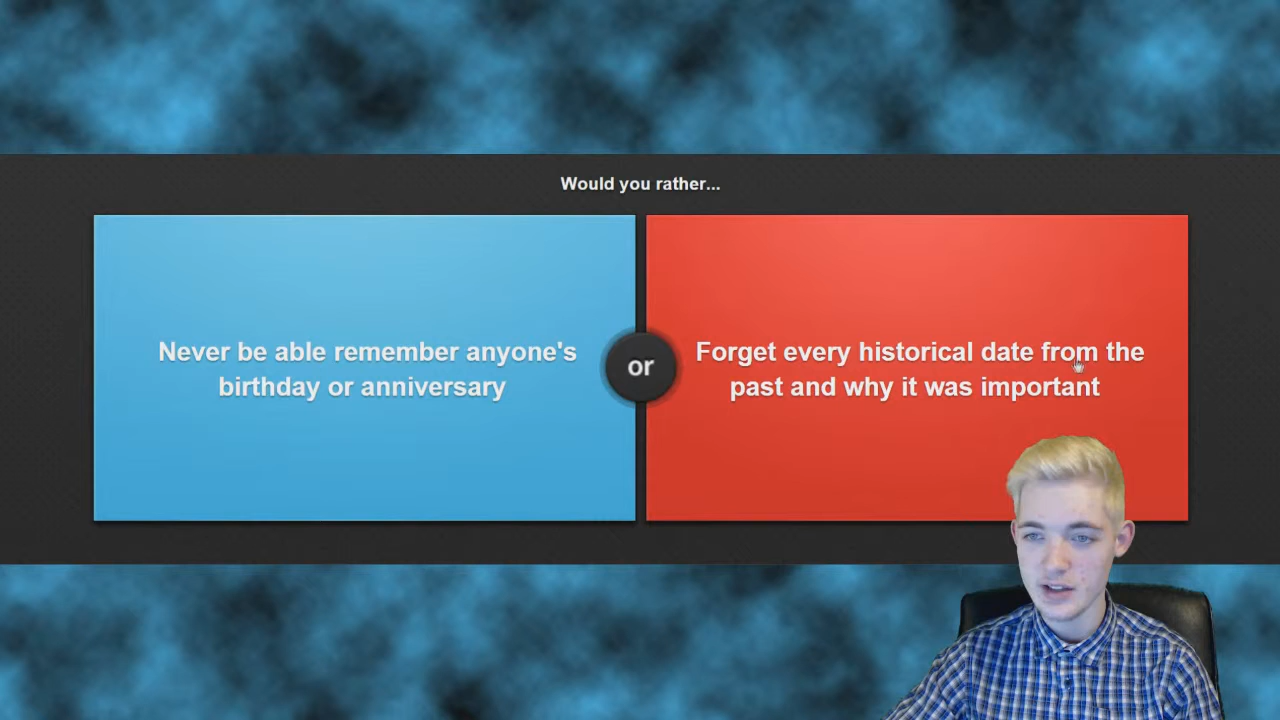 Would you rather...
Never be able remember anyone's
birthday or anniversary
or
Forget every historical date from the
past and why it was important